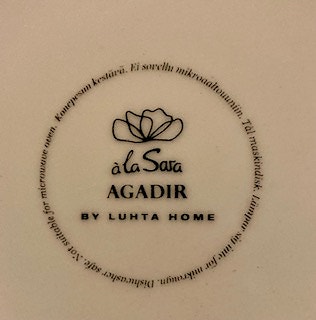 à la Sara
AGADIR
BY LUHTA HOME
Konepesun kestävä. Ei sovellu mikroaaltouuniin. Tål maskindisk. Lämpar sig inte för mikrougn. Dishwasher safe. Not suitable for microwave oven.